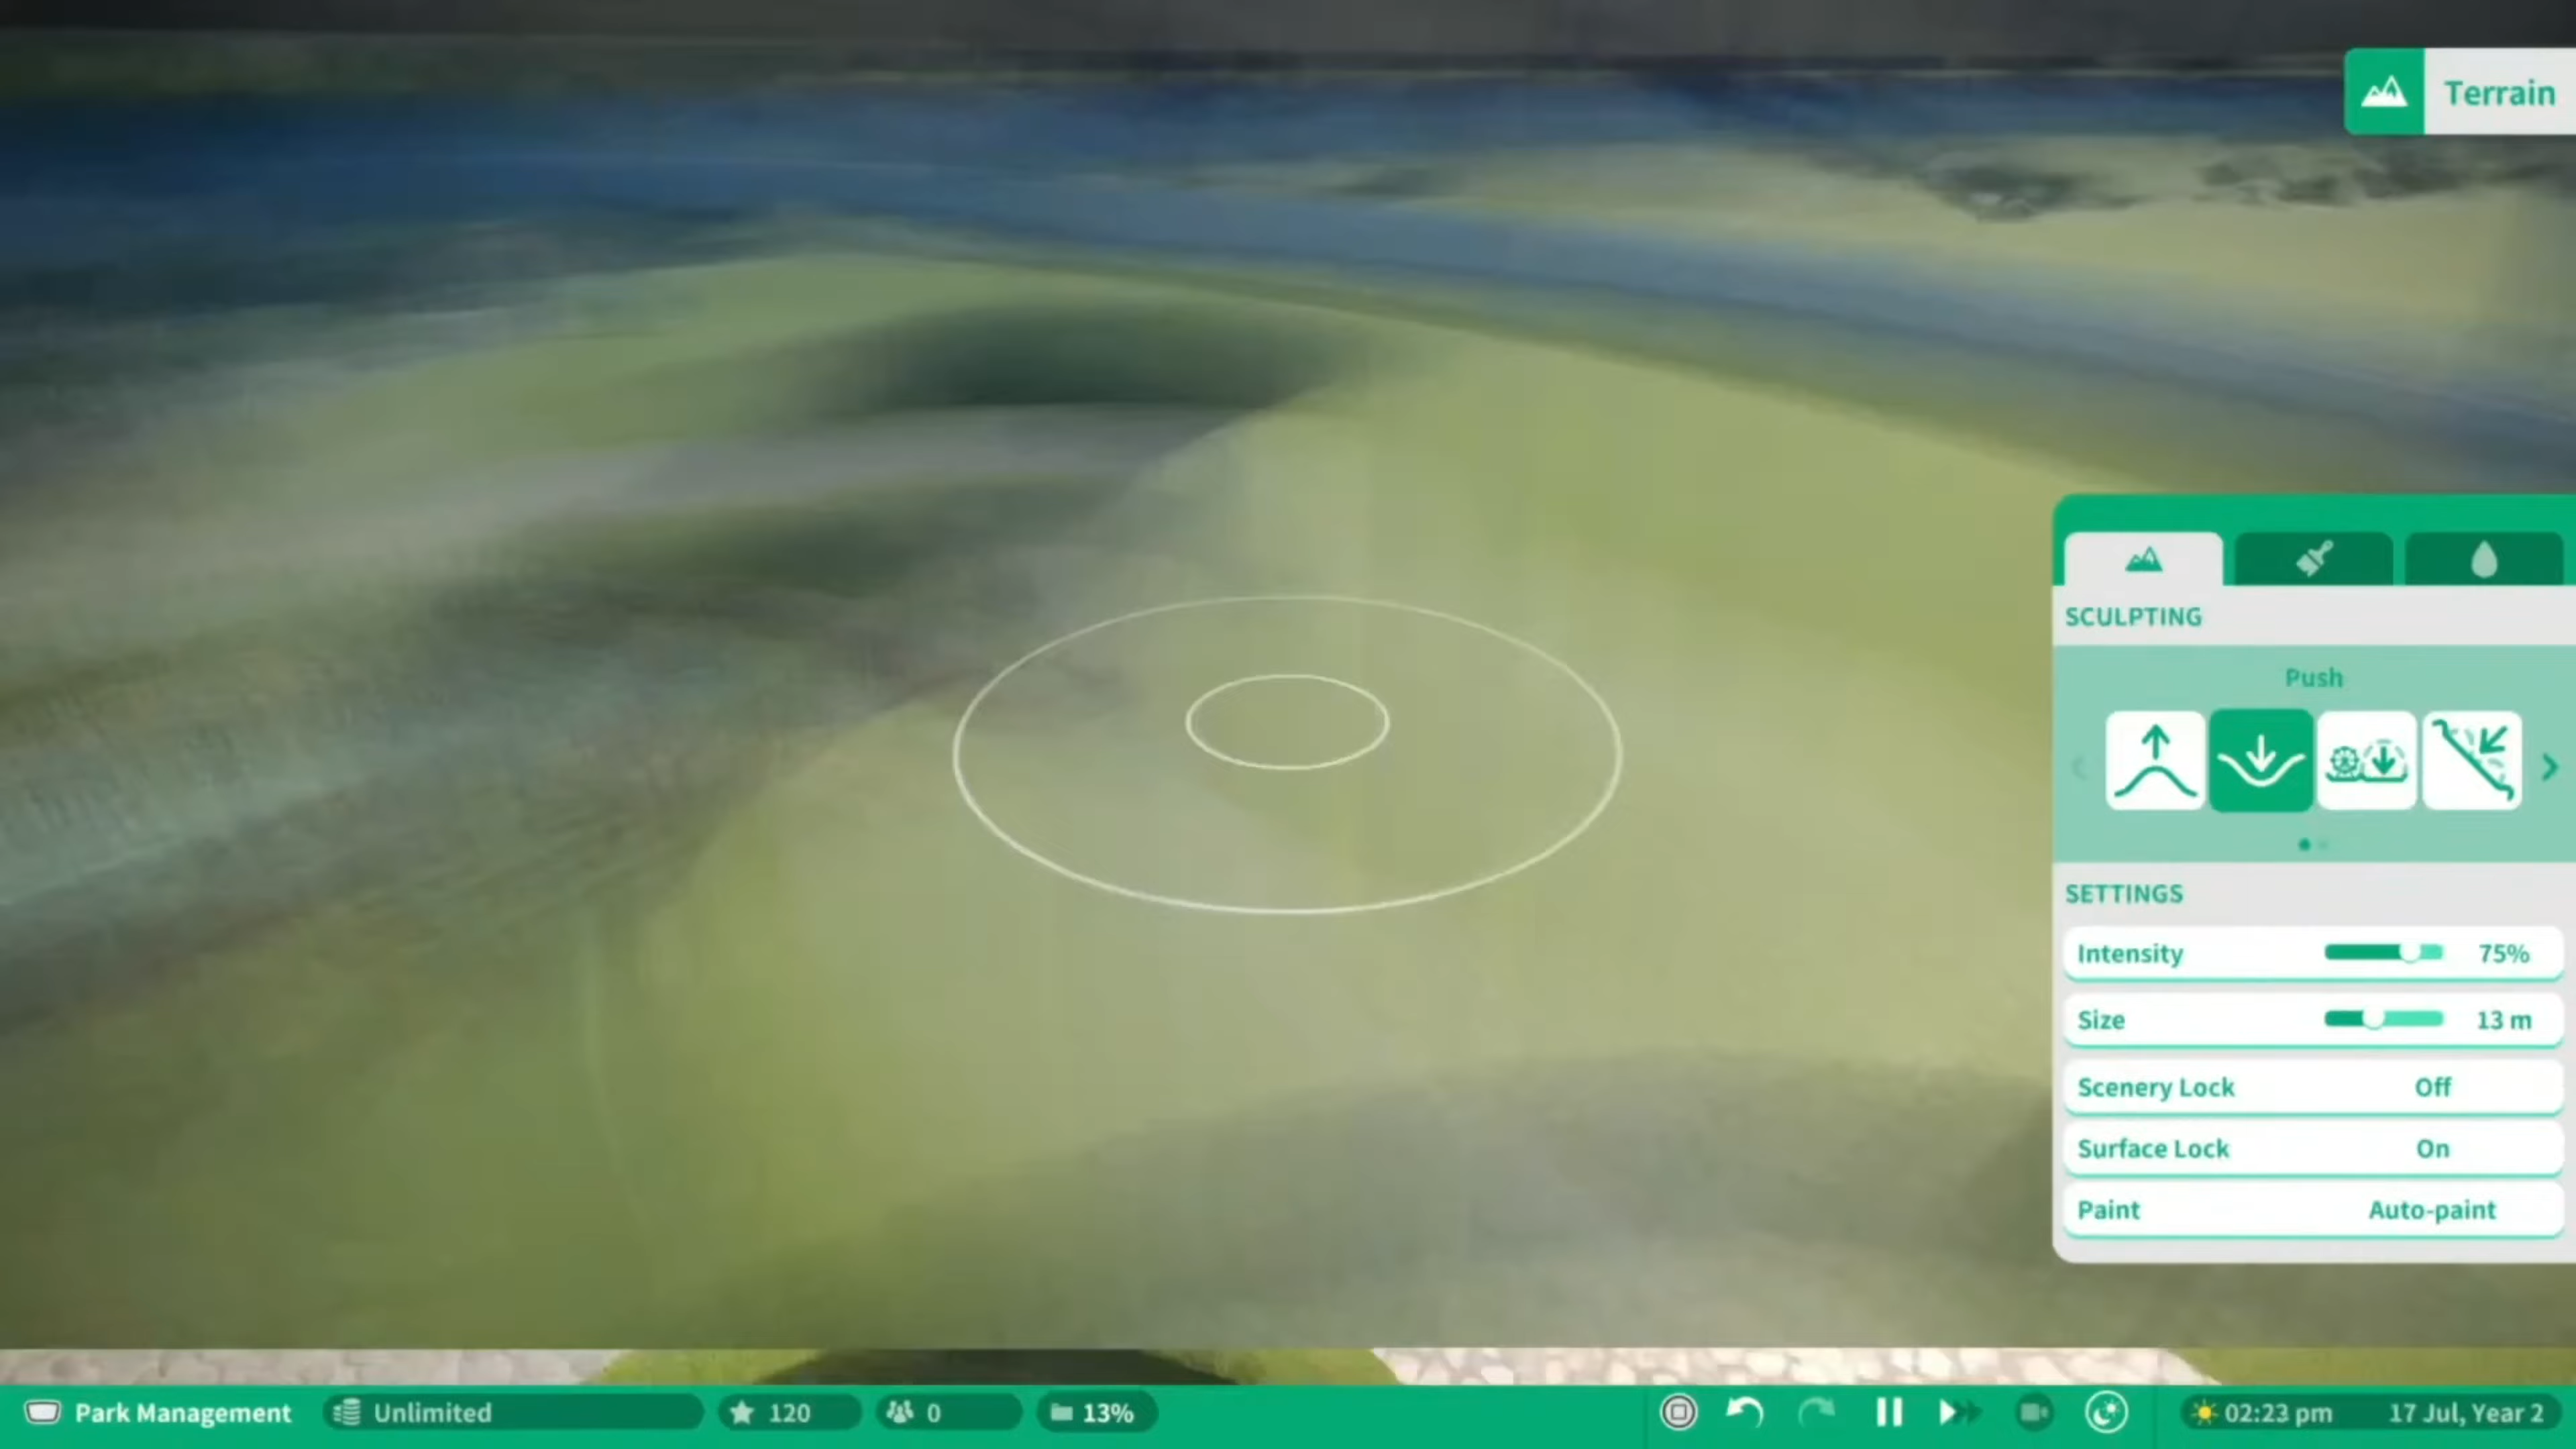 Terrain
SCULPTING
Push
SETTINGS
Intensity 75%
Size 13 m
Scenery Lock Off
Surface Lock On
Paint Auto-paint
Park Management Unlimited 120 0 13% 02:23 pm 17 Jul, Year 2